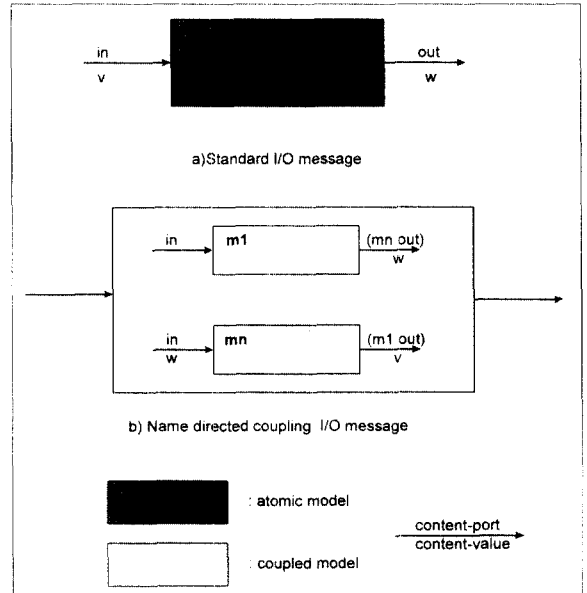 in
v
out
w
a)Standard I/O message
in
m1
(mn out)
w
in
w
mn
(m1 out)
v
b) Name directed coupling I/O message
: atomic model
content-port
content-value
: coupled model